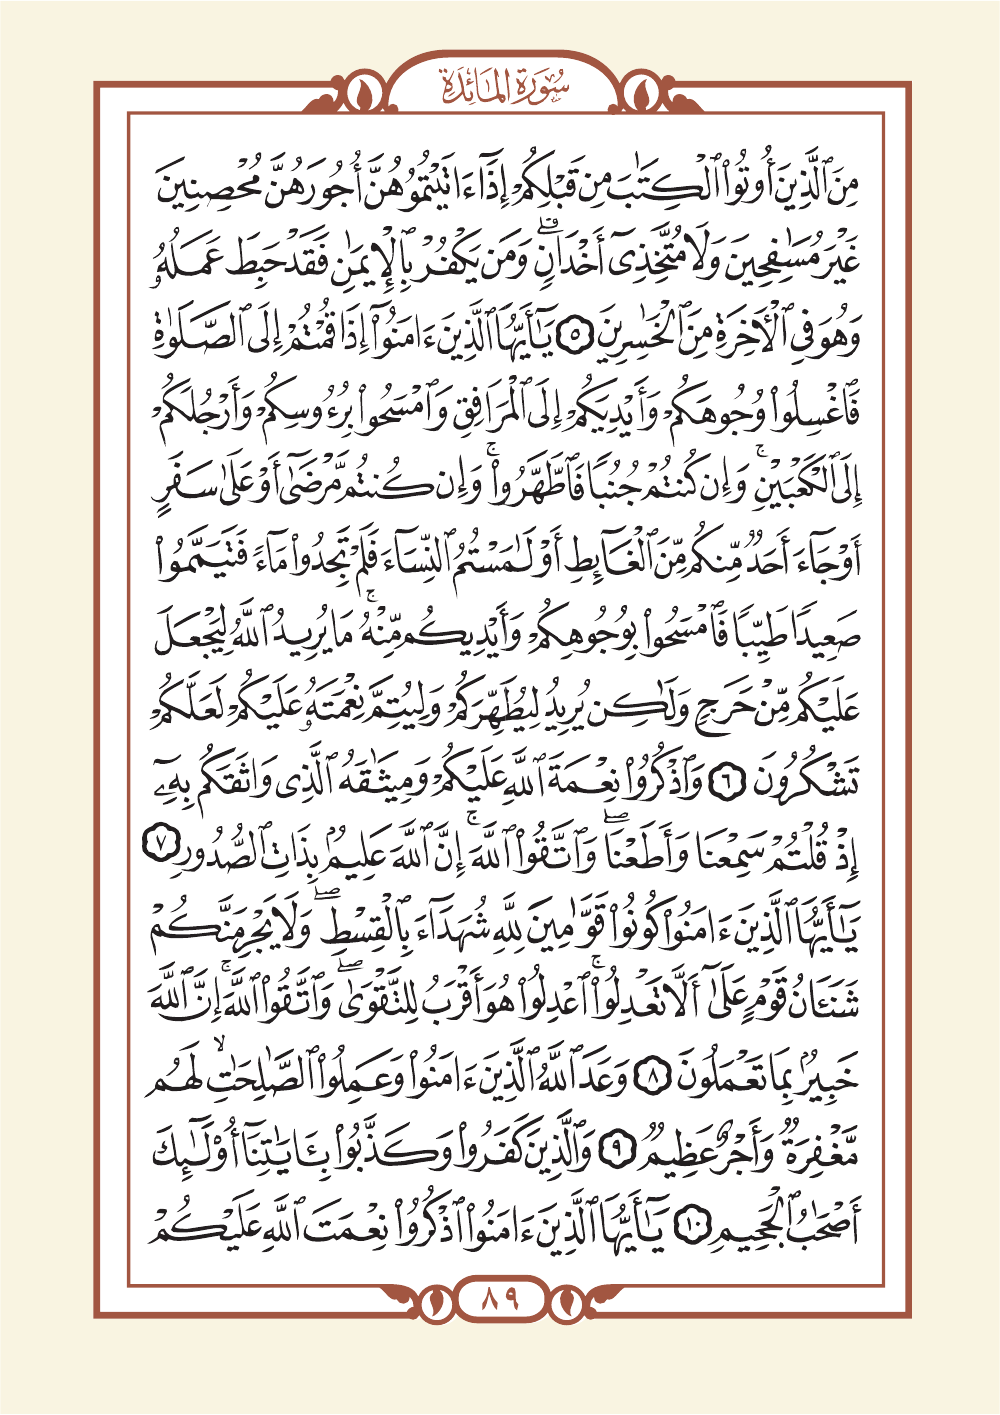 سُورَةُ المَائِدَةِ
مِنَ ٱلَّذِينَ أُوتُوا۟ ٱلْكِتَٰبَ مِن قَبْلِكُمْ إِذَآ ءَاتَيْتُمُوهُنَّ أُجُورَهُنَّ مُحْصِنِينَ
غَيْرَ مُسَٰفِحِينَ وَلَا مُتَّخِذِىٓ أَخْدَانٍۗ وَمَن يَكْفُرْ بِٱلْإِيمَٰنِ فَقَدْ حَبِطَ عَمَلُهُۥ
وَهُوَ فِى ٱلْأَخِرَةِ مِنَ ٱلْخَٰسِرِينَ ٥ يَٰٓأَيُّهَا ٱلَّذِينَ ءَامَنُوٓا۟ إِذَا قُمْتُمْ إِلَى ٱلصَّلَوٰةِ
فَٱغْسِلُوا۟ وُجُوهَكُمْ وَأَيْدِيَكُمْ إِلَى ٱلْمَرَافِقِ وَٱمْسَحُوا۟ بِرُءُوسِكُمْ وَأَرْجُلَكُمْ
إِلَى ٱلْكَعْبَيْنِۚ وَإِن كُنتُمْ جُنُبًا فَٱطَّهَّرُوا۟ۚ وَإِن كُنتُم مَّرْضَىٰٓ أَوْ عَلَىٰ سَفَرٍ
أَوْ جَآءَ أَحَدٌ مِّنكُم مِّنَ ٱلْغَآئِطِ أَوْ لَٰمَسْتُمُ ٱلنِّسَآءَ فَلَمْ تَجِدُوا۟ مَآءً فَتَيَمَّمُوا۟
صَعِيدًا طَيِّبًا فَٱمْسَحُوا۟ بِوُجُوهِكُمْ وَأَيْدِيكُم مِّنْهُۚ مَا يُرِيدُ ٱللَّهُ لِيَجْعَلَ
عَلَيْكُم مِّنْ حَرَجٍ وَلَٰكِن يُرِيدُ لِيُطَهِّرَكُمْ وَلِيُتِمَّ نِعْمَتَهُۥ عَلَيْكُمْ لَعَلَّكُمْ
تَشْكُرُونَ ٦ وَٱذْكُرُوا۟ نِعْمَةَ ٱللَّهِ عَلَيْكُمْ وَمِيثَٰقَهُ ٱلَّذِى وَاثَقَكُم بِهِۦٓ
إِذْ قُلْتُمْ سَمِعْنَا وَأَطَعْنَاۖ وَٱتَّقُوا۟ ٱللَّهَۚ إِنَّ ٱللَّهَ عَلِيمٌۢ بِذَاتِ ٱلصُّدُورِ ٧
يَٰٓأَيُّهَا ٱلَّذِينَ ءَامَنُوا۟ كُونُوا۟ قَوَّٰمِينَ لِلَّهِ شُهَدَآءَ بِٱلْقِسْطِۖ وَلَا يَجْرِمَنَّكُمْ
شَنَـَٔانُ قَوْمٍ عَلَىٰٓ أَلَّا تَعْدِلُوا۟ۚ ٱعْدِلُوا۟ هُوَ أَقْرَبُ لِلتَّقْوَىٰۖ وَٱتَّقُوا۟ ٱللَّهَۚ إِنَّ ٱللَّهَ
خَبِيرٌۢ بِمَا تَعْمَلُونَ ٨ وَعَدَ ٱللَّهُ ٱلَّذِينَ ءَامَنُوا۟ وَعَمِلُوا۟ ٱلصَّٰلِحَٰتِۙ لَهُم
مَّغْفِرَةٌ وَأَجْرٌ عَظِيمٌ ٩ وَٱلَّذِينَ كَفَرُوا۟ وَكَذَّبُوا۟ بِـَٔايَٰتِنَآ أُو۟لَٰٓئِكَ
أَصْحَٰبُ ٱلْجَحِيمِ ١٠ يَٰٓأَيُّهَا ٱلَّذِينَ ءَامَنُوا۟ ٱذْكُرُوا۟ نِعْمَتَ ٱللَّهِ عَلَيْكُمْ
٨٩